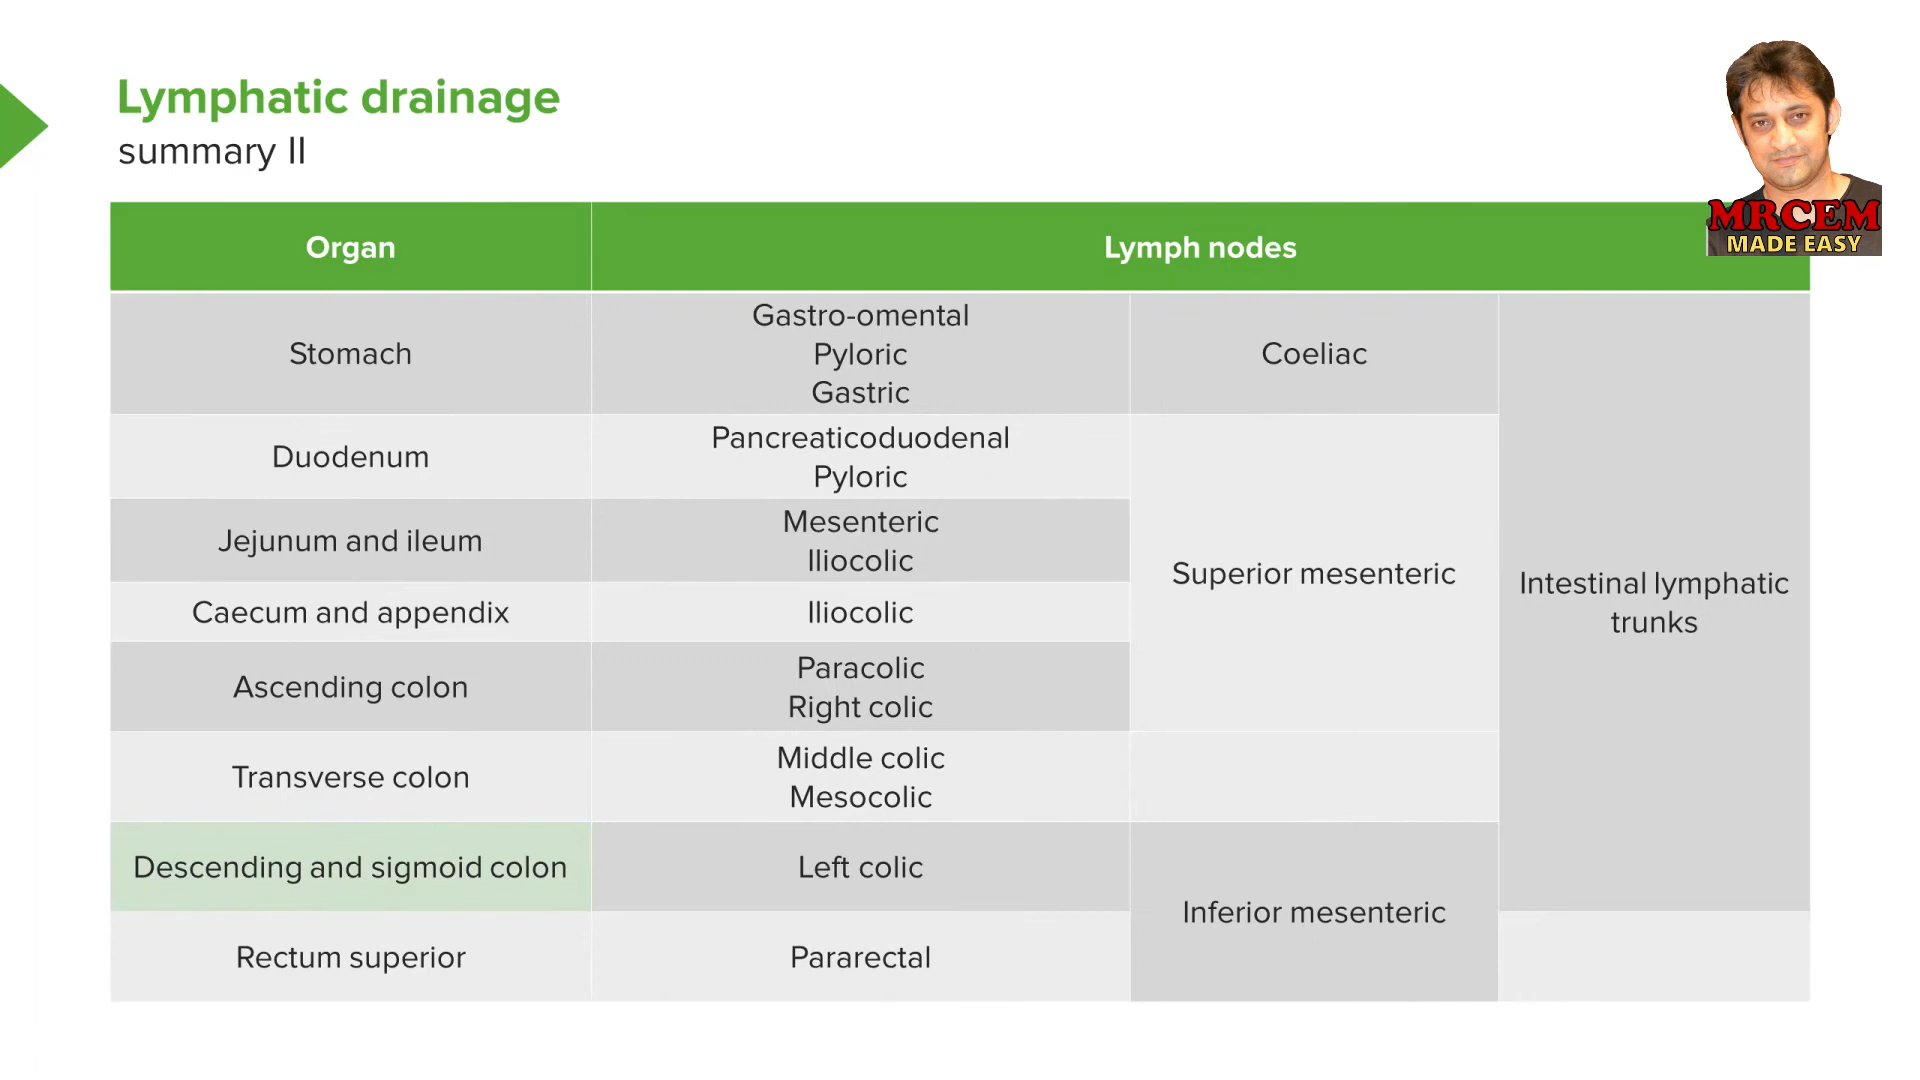 Lymphatic drainage
summary II
MRCEM
MADE EASY
Organ
Lymph nodes
Stomach
Gastro-omental
Pyloric
Gastric
Coeliac
Duodenum
Pancreaticoduodenal
Pyloric
Jejunum and ileum
Mesenteric
Iliocolic
Caecum and appendix
Iliocolic
Ascending colon
Paracolic
Right colic
Superior mesenteric
Intestinal lymphatic
trunks
Transverse colon
Middle colic
Mesocolic
Descending and sigmoid colon
Left colic
Inferior mesenteric
Rectum superior
Pararectal